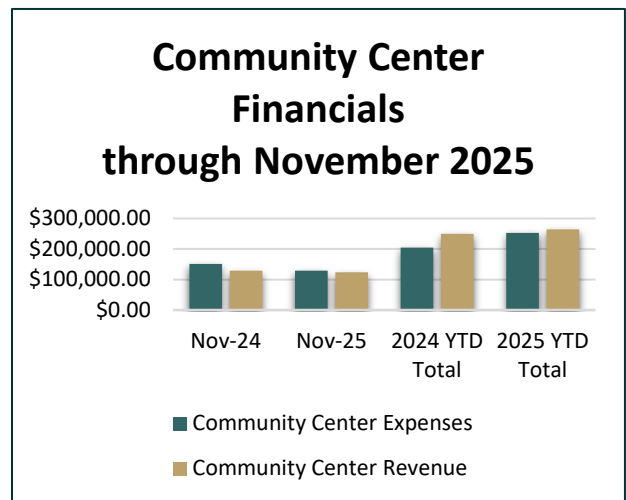 Community Center
Financials
through November 2025
$300,000.00
$200,000.00
$100,000.00
$0.00
Nov-24 Nov-25 2024 YTD 2025 YTD
Total Total
Community Center Expenses
Community Center Revenue